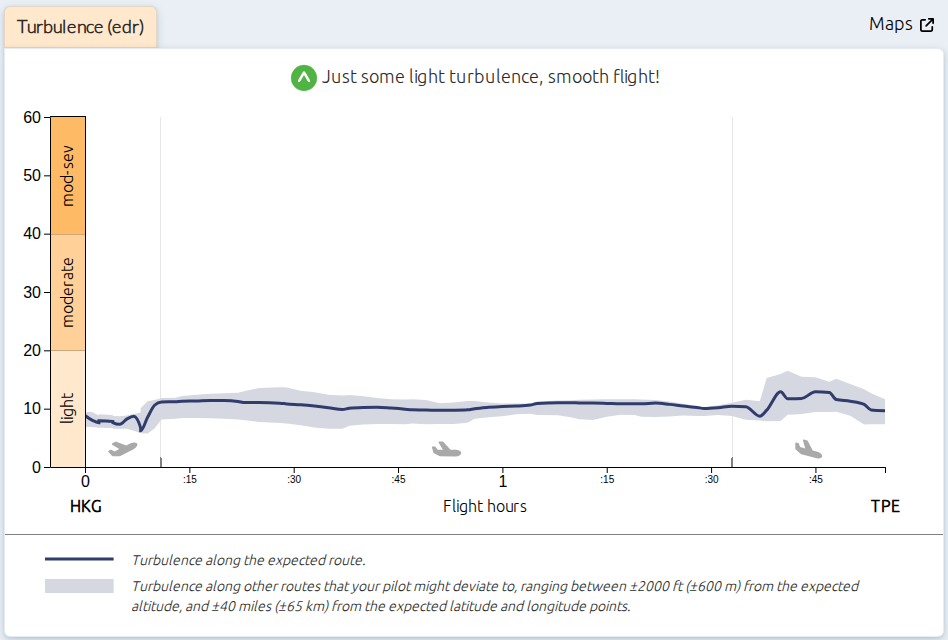 Turbulence (edr)
Maps
Just some light turbulence, smooth flight!
60
50
40
30
20
10
0
mod-sev
moderate
light
0
:15
:30
:45
1
:15
:30
:45
HKG
Flight hours
TPE
Turbulence along the expected route.
Turbulence along other routes that your pilot might deviate to, ranging between ±2000 ft (±600 m) from the expected
altitude, and ±40 miles (±65 km) from the expected latitude and longitude points.